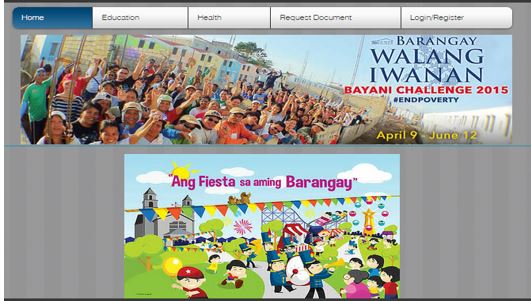 Home
Education
Health
Request Document
Login/Register
BARANGAY
WALANG
IWANAN
BAYANI CHALLENGE 2015
#ENDPOVERTY
April 9 - June 12
"Ang Fiesta sa aming Barangay"